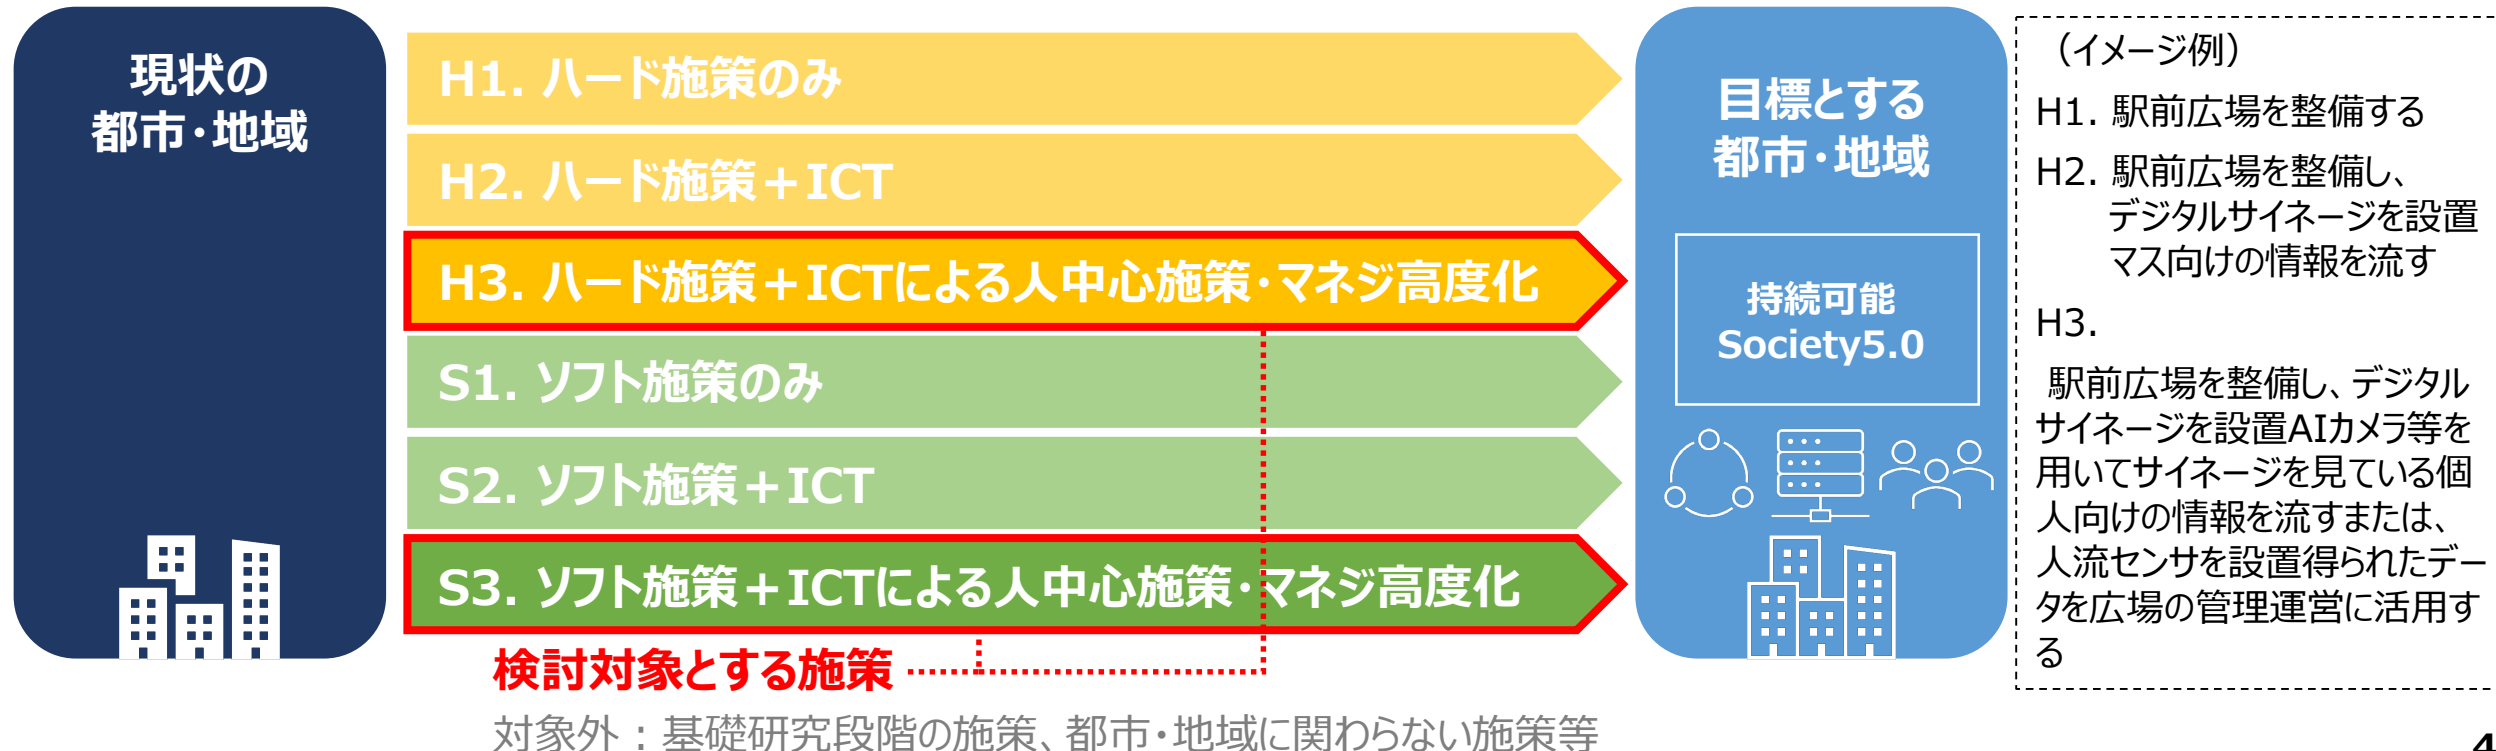 現状の
都市・地域
H1. ハード施策のみ
H2. ハード施策＋ICT
H3. ハード施策＋ICTによる人中心施策・マネジ高度化
S1. ソフト施策のみ
S2. ソフト施策＋ICT
S3. ソフト施策＋ICTによる人中心施策・マネジ高度化
検討対象とする施策
対象外：基礎研究段階の施策、都市・地域に関わらない施策等
目標とする
都市・地域
持続可能
Society5.0
（イメージ例）
H1. 駅前広場を整備する
H2. 駅前広場を整備し、
デジタルサイネージを設置
マス向けの情報を流す
H3.
駅前広場を整備し、デジタル
サイネージを設置AIカメラ等を
用いてサイネージを見ている個
人向けの情報を流すまたは、
人流センサを設置得られたデー
タを広場の管理運営に活用す
る
4